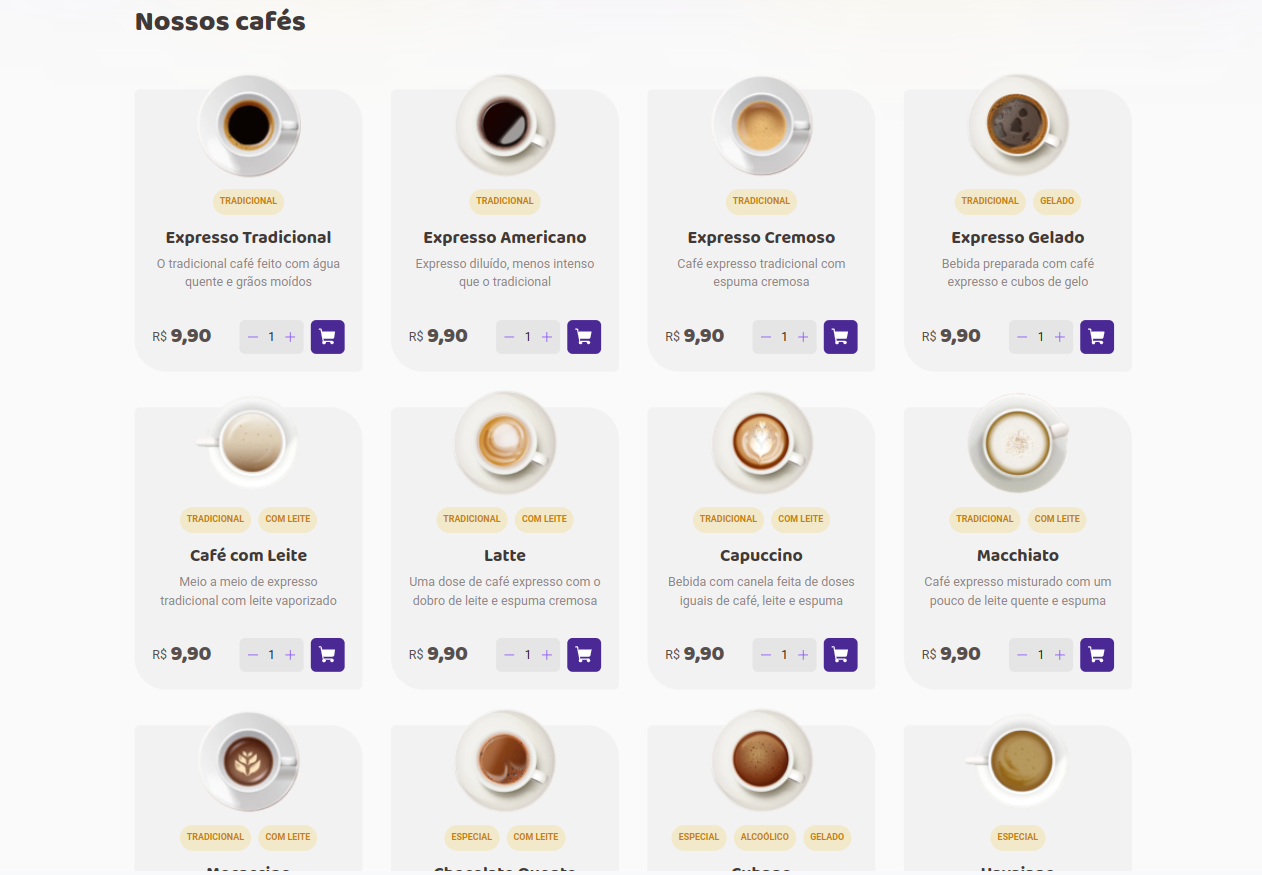 Nossos cafés
TRADICIONAL
Expresso Tradicional
O tradicional café feito com água
quente e grãos moídos
R$ 9,90 − 1 +
TRADICIONAL
Expresso Americano
Expresso diluído, menos intenso
que o tradicional
R$ 9,90 − 1 +
TRADICIONAL
Expresso Cremoso
Café expresso tradicional com
espuma cremosa
R$ 9,90 − 1 +
TRADICIONAL GELADO
Expresso Gelado
Bebida preparada com café
expresso e cubos de gelo
R$ 9,90 − 1 +
TRADICIONAL COM LEITE
Café com Leite
Meio a meio de expresso
tradicional com leite vaporizado
R$ 9,90 − 1 +
TRADICIONAL COM LEITE
Latte
Uma dose de café expresso com o
dobro de leite e espuma cremosa
R$ 9,90 − 1 +
TRADICIONAL COM LEITE
Capuccino
Bebida com canela feita de doses
iguais de café, leite e espuma
R$ 9,90 − 1 +
TRADICIONAL COM LEITE
Macchiato
Café expresso misturado com um
pouco de leite quente e espuma
R$ 9,90 − 1 +
TRADICIONAL COM LEITE
ESPECIAL COM LEITE
ESPECIAL ALCOÓLICO GELADO
ESPECIAL